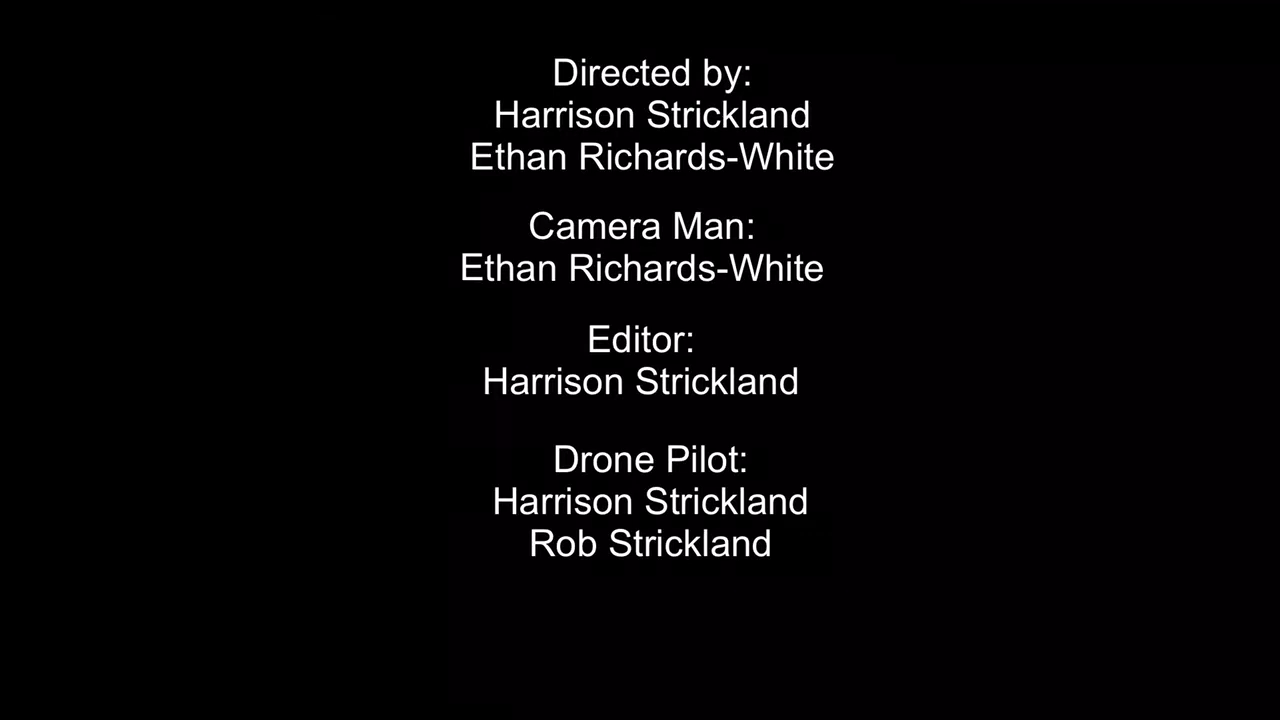 Directed by:
Harrison Strickland
Ethan Richards-White
Camera Man:
Ethan Richards-White
Editor:
Harrison Strickland
Drone Pilot:
Harrison Strickland
Rob Strickland